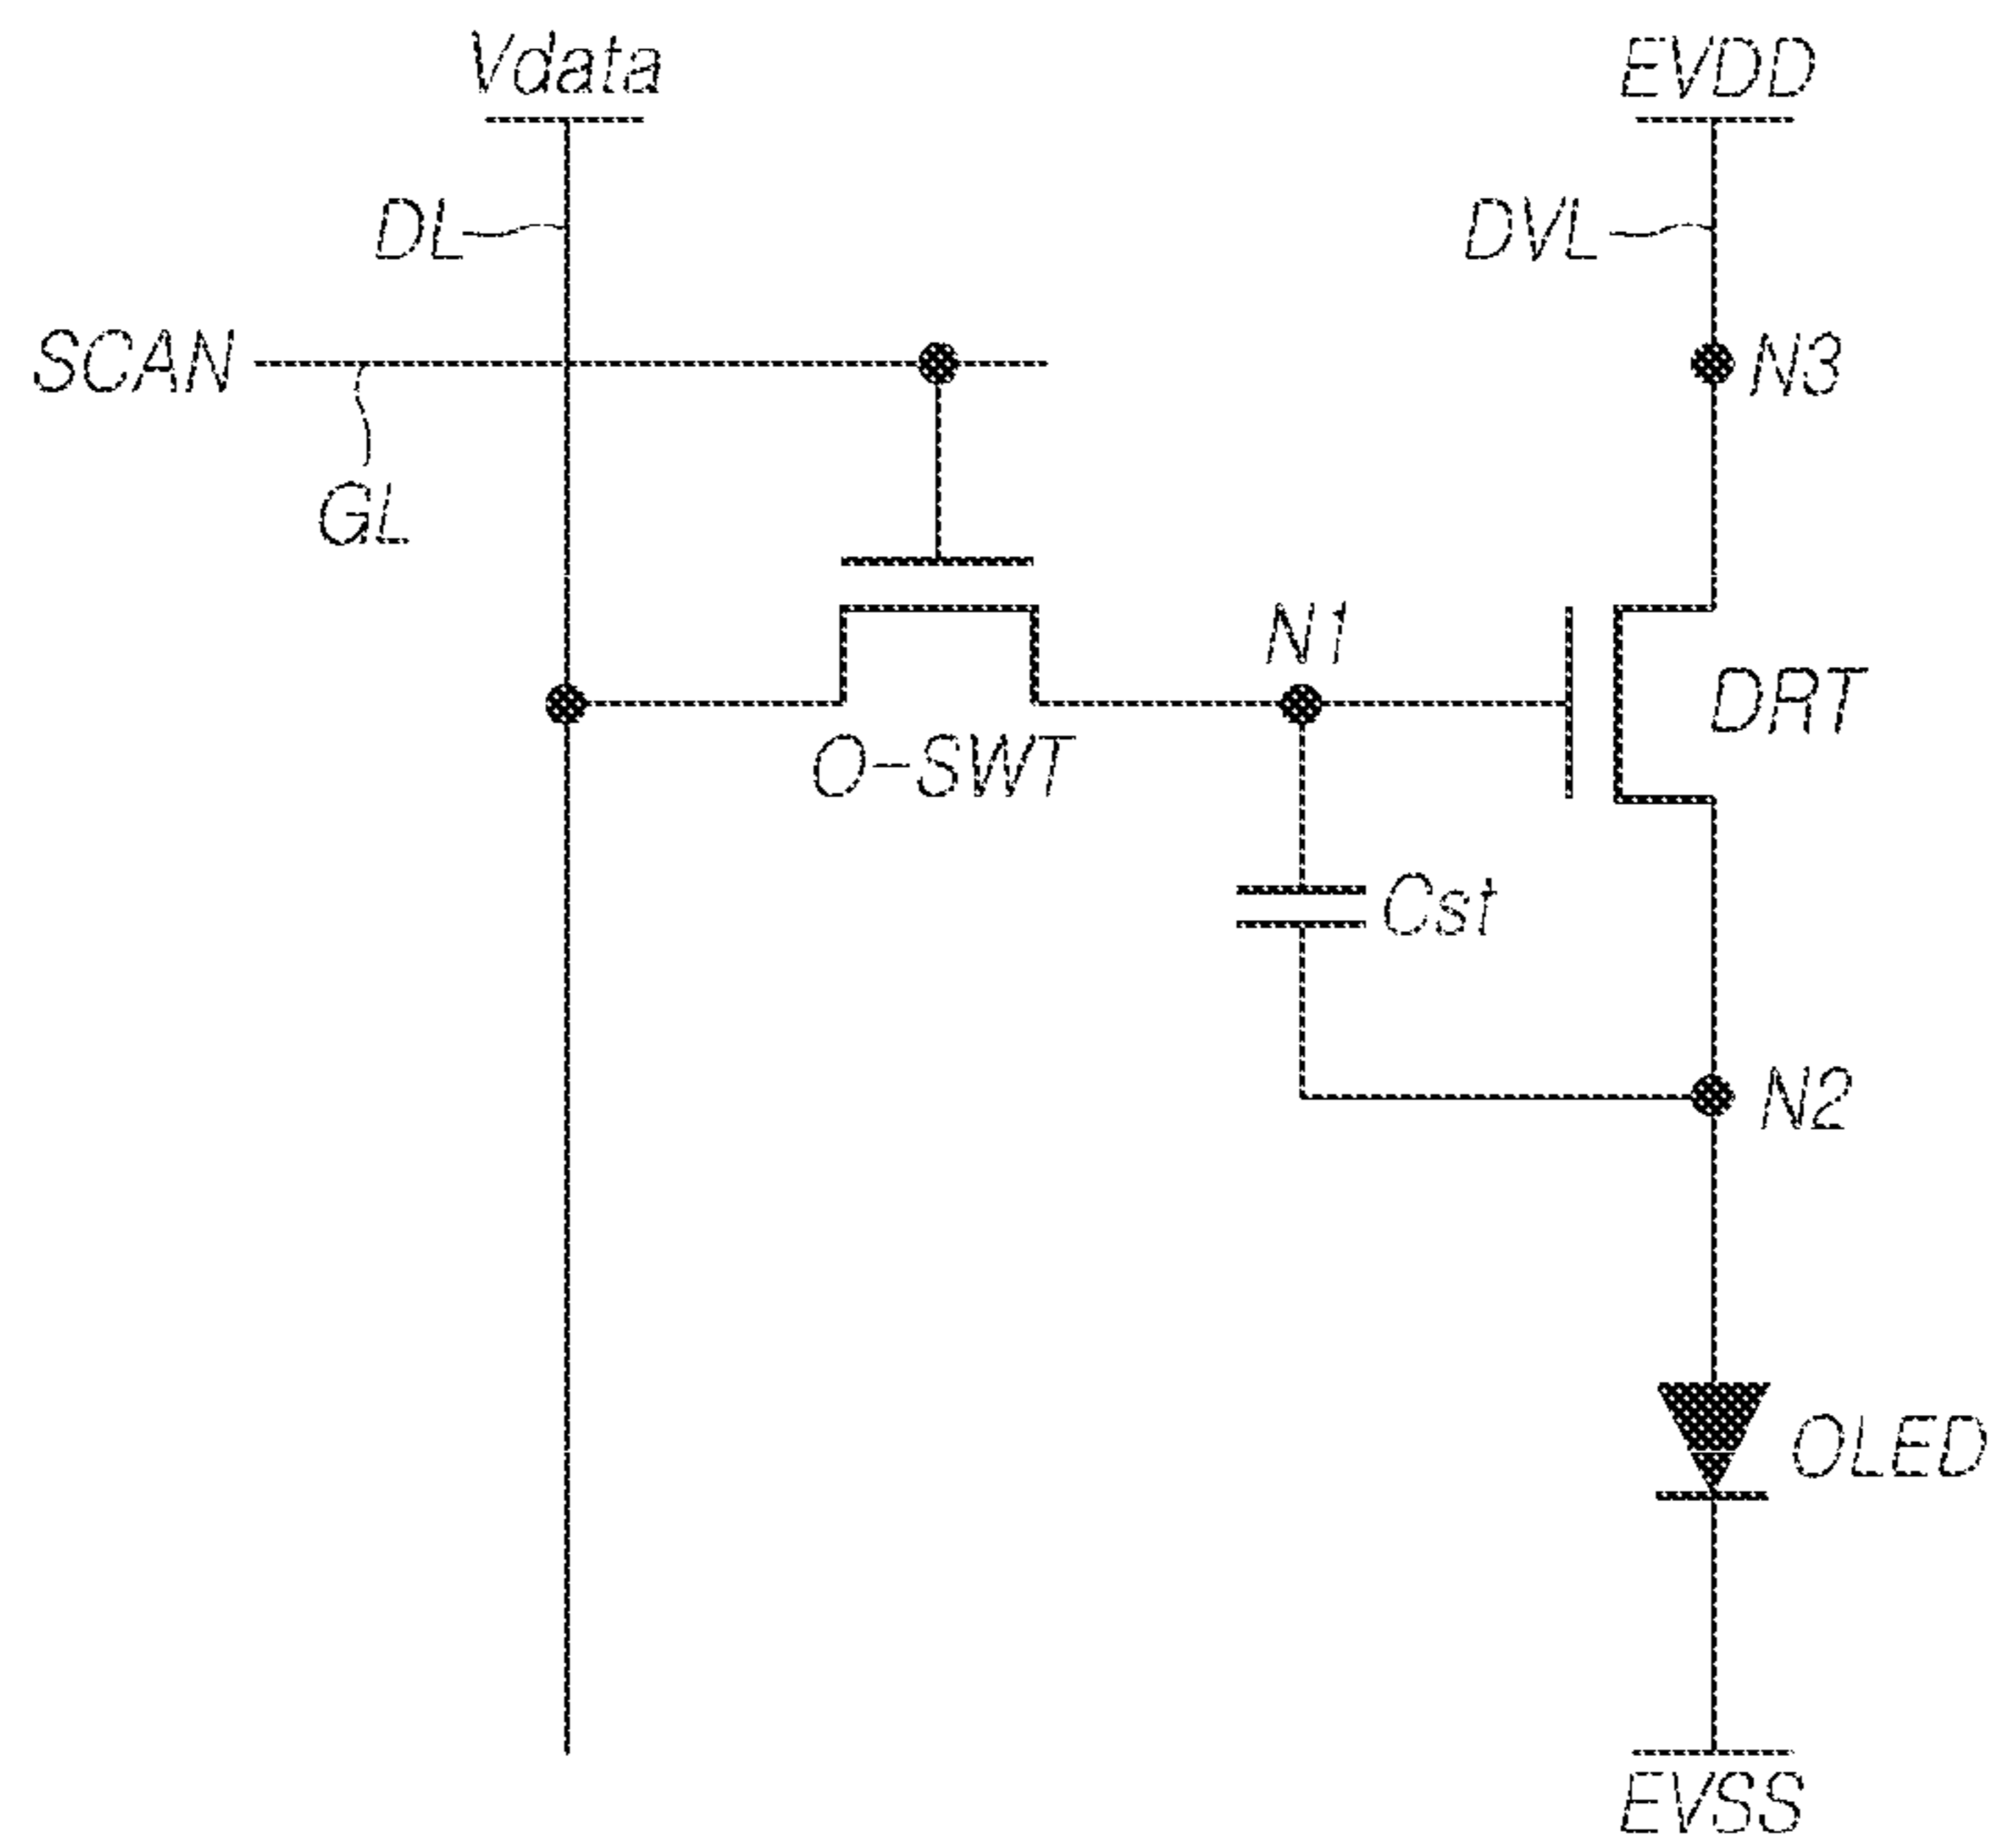 Vdata
EVDD
DL
DVL
SCAN
N3
GL
N1
DRT
O-SWT
Cst
N2
OLED
EVSS